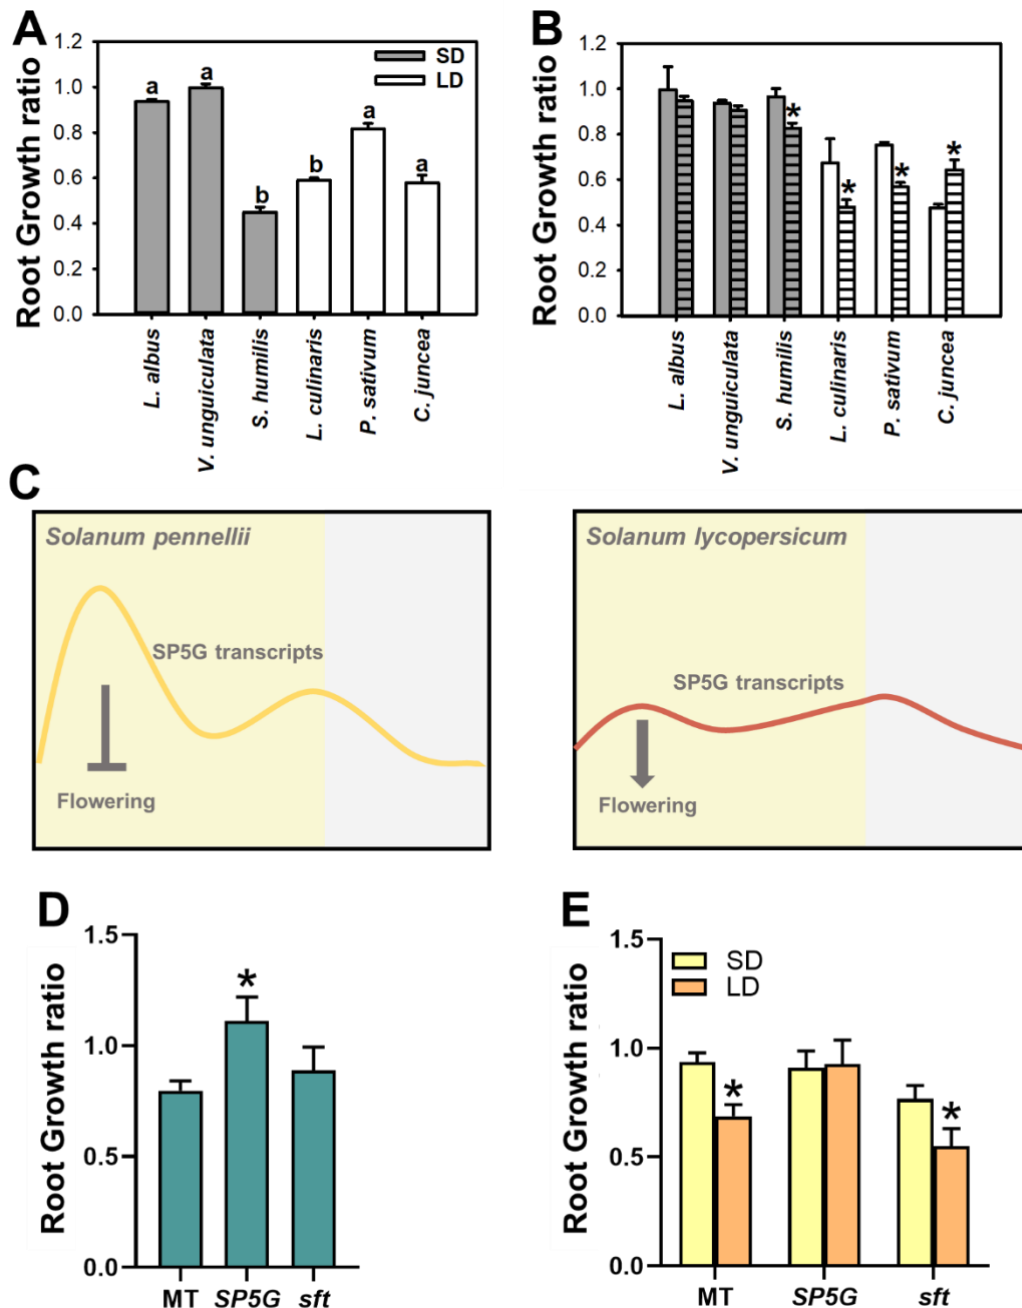 A
Root Growth ratio
1.2
1.0
0.8
0.6
0.4
0.2
0.0
SD
LD
a
a
b
b
a
a
L. albus
V. unguiculata
S. humilis
L. culinaris
P. sativum
C. juncea
B
Root Growth ratio
1.2
1.0
0.8
0.6
0.4
0.2
0.0
*
*
*
*
L. albus
V. unguiculata
S. humilis
L. culinaris
P. sativum
C. juncea
C
Solanum pennellii
SP5G transcripts
Flowering
Solanum lycopersicum
SP5G transcripts
Flowering
D
Root Growth ratio
1.5
1.0
0.5
0.0
*
MT SP5G sft
E
Root Growth ratio
1.5
1.0
0.5
0.0
SD
LD
*
*
MT SP5G sft